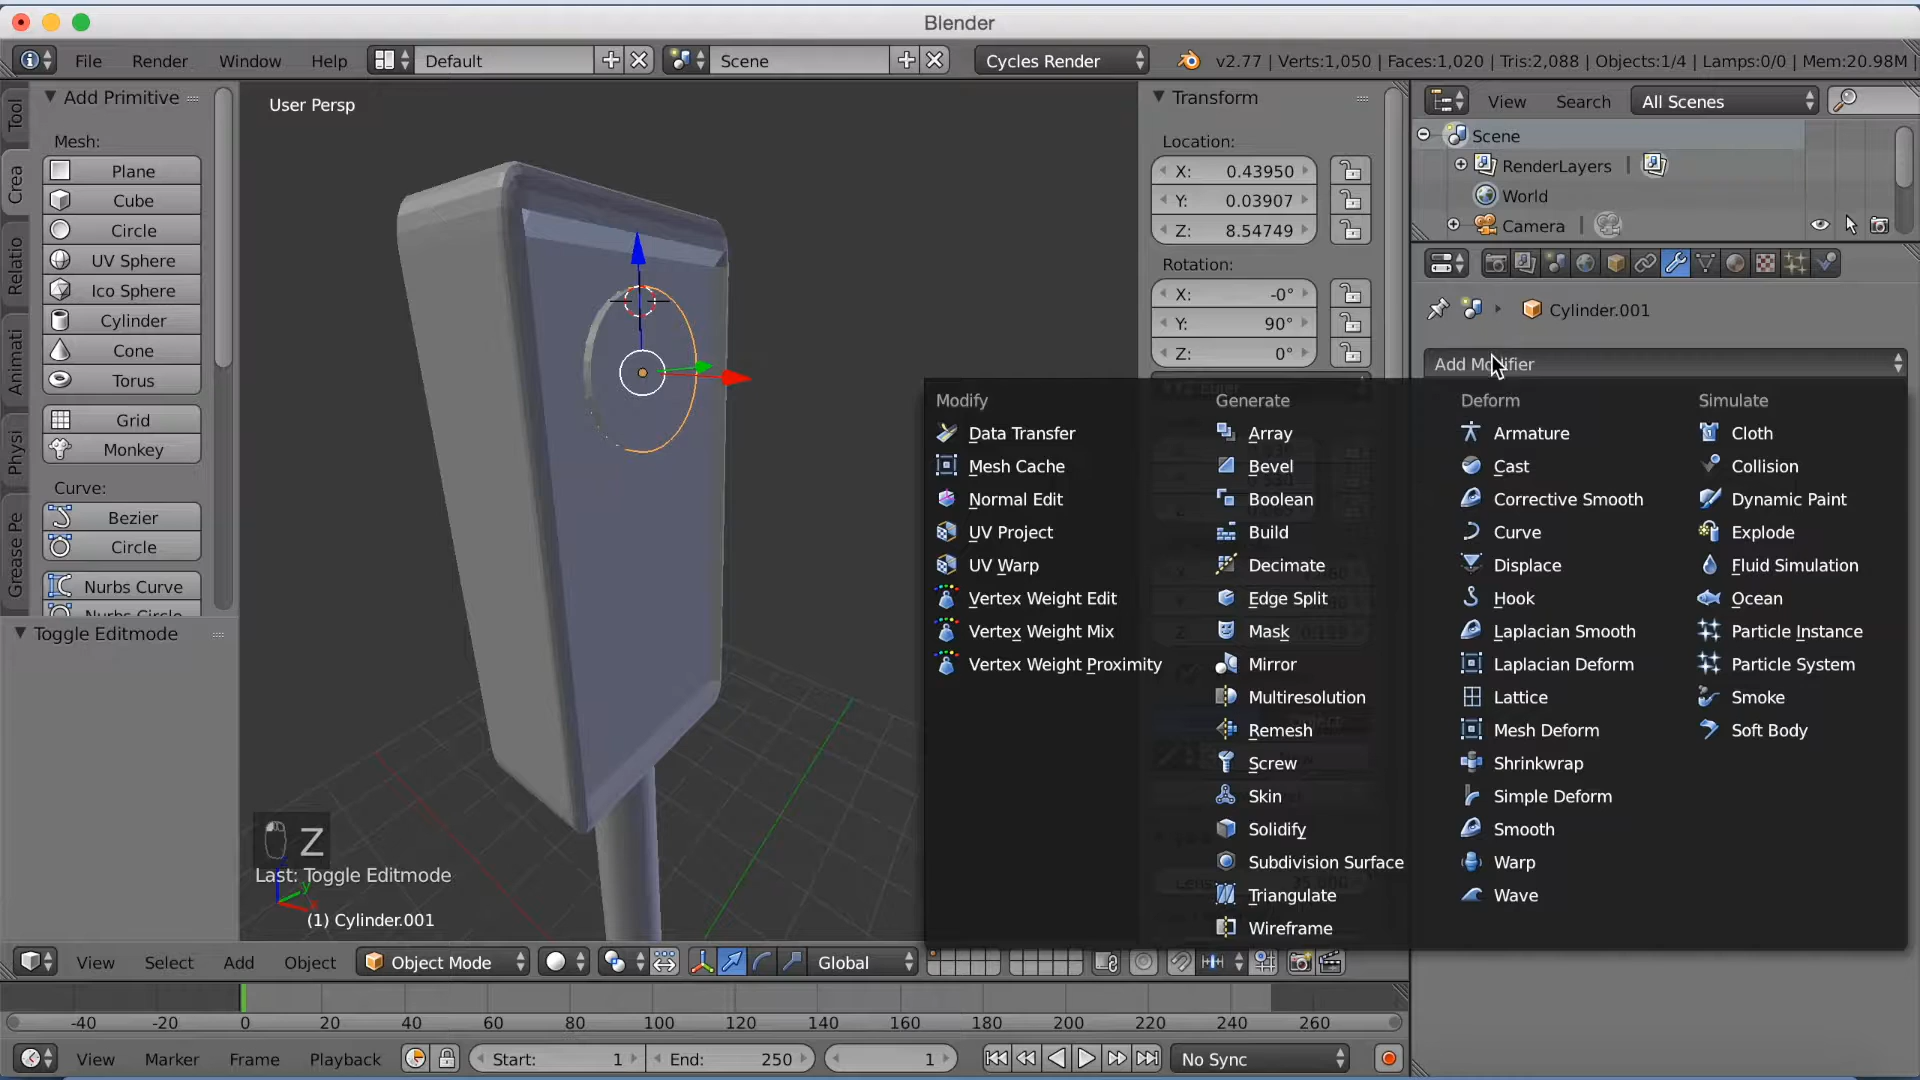 Blender
File Render Window Help Default Scene Cycles Render v2.77 | Verts:1,050 | Faces:1,020 | Tris:2,088 | Objects:1/4 | Lamps:0/0 | Mem:20.98M |
Tool
Crea
Relatio
Animati
Physi
Grease Pe
Add Primitive
Mesh:
Plane
Cube
Circle
UV Sphere
Ico Sphere
Cylinder
Cone
Torus
Grid
Monkey
Curve:
Bezier
Circle
Nurbs Curve
Nurbs Circle
Toggle Editmode
User Persp
Z
Last: Toggle Editmode
(1) Cylinder.001
Transform
Location:
X: 0.43950
Y: 0.03907
Z: 8.54749
Rotation:
X: -0°
Y: 90°
Z: 0°
View Search All Scenes
Scene
RenderLayers |
World
Camera |
Cylinder.001
Add Modifier
Modify
Data Transfer
Mesh Cache
Normal Edit
UV Project
UV Warp
Vertex Weight Edit
Vertex Weight Mix
Vertex Weight Proximity
Generate
Array
Bevel
Boolean
Build
Decimate
Edge Split
Mask
Mirror
Multiresolution
Remesh
Screw
Skin
Solidify
Subdivision Surface
Triangulate
Wireframe
Deform
Armature
Cast
Corrective Smooth
Curve
Displace
Hook
Laplacian Smooth
Laplacian Deform
Lattice
Mesh Deform
Shrinkwrap
Simple Deform
Smooth
Warp
Wave
Simulate
Cloth
Collision
Dynamic Paint
Explode
Fluid Simulation
Ocean
Particle Instance
Particle System
Smoke
Soft Body
View Select Add Object Object Mode Global
-40 -20 0 20 40 60 80 100 120 140 160 180 200 220 240 260
View Marker Frame Playback Start: 1 End: 250 1 No Sync